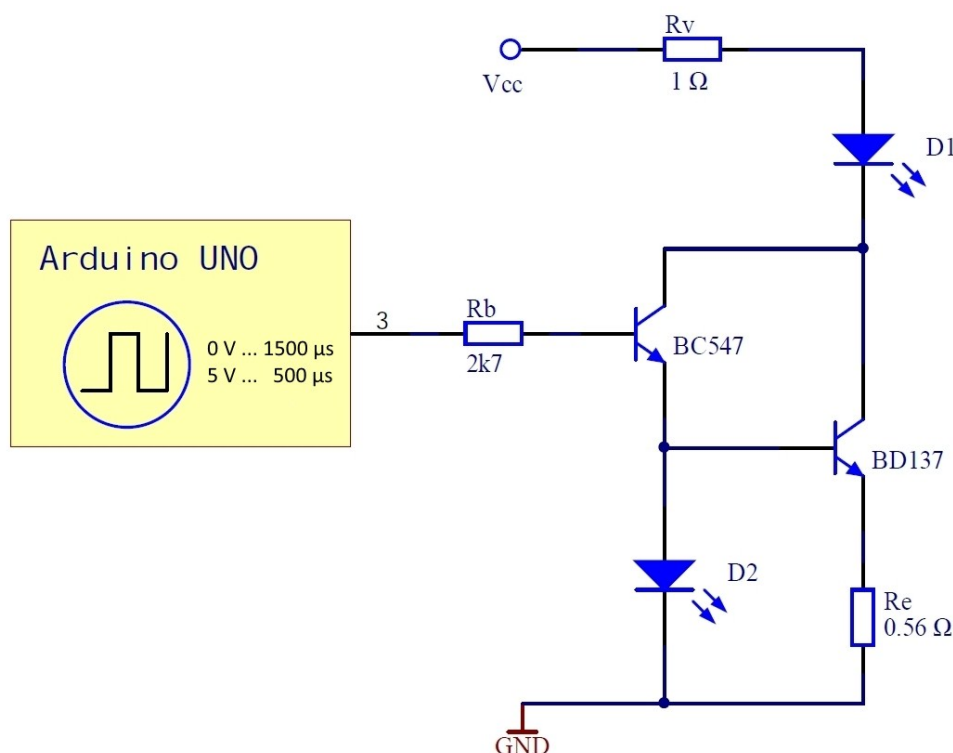 Rv
Vcc
1 Ω
D1
Arduino UNO
3
Rb
0 V ... 1500 µs
5 V ... 500 µs
2k7
BC547
BD137
D2
Re
0.56 Ω
GND